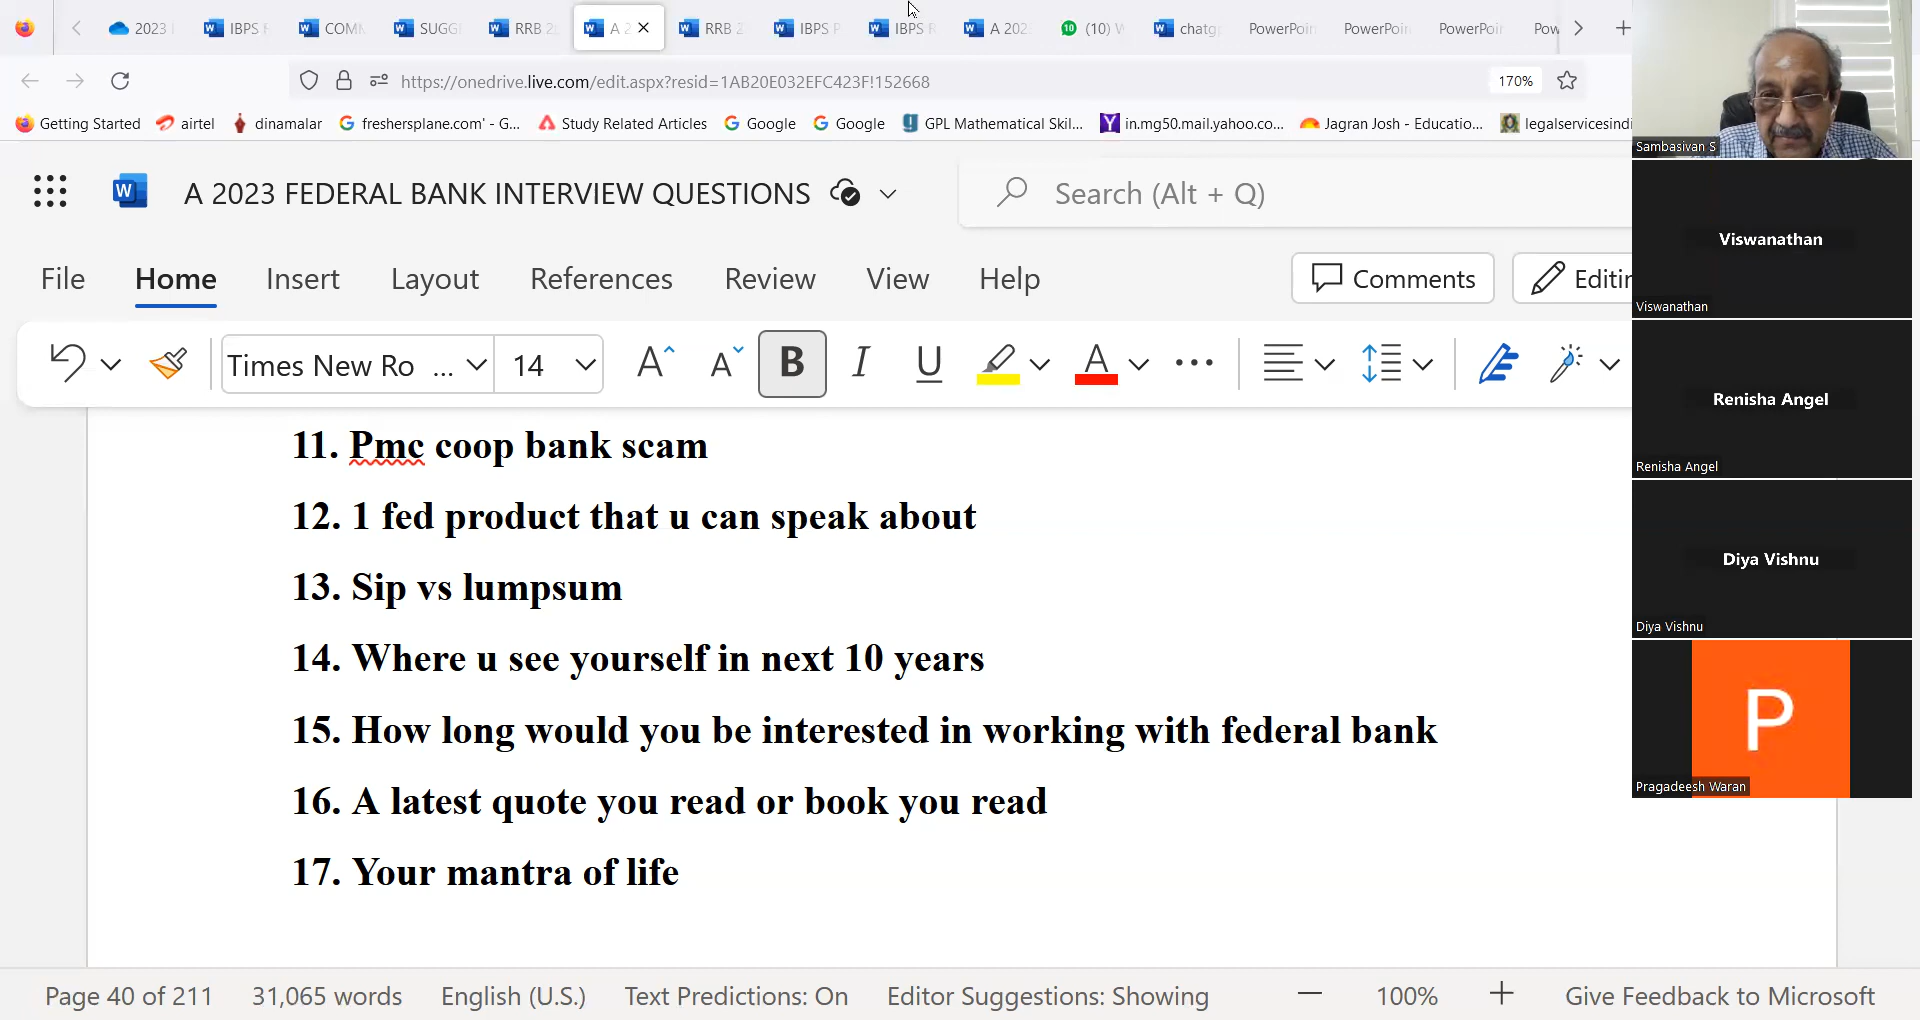 2023
IBPS
COM
SUGG
RRB 2
A 2
RRB 2
IBPS P
IBPS R
A 202
(10) W
chatg
PowerPoin
PowerPoin
PowerPoin
Pow
https://onedrive.live.com/edit.aspx?resid=1AB20E032EFC423F!152668
170%
Getting Started
airtel
dinamalar
freshersplane.com' - G...
Study Related Articles
Google
Google
GPL Mathematical Skil...
in.mg50.mail.yahoo.co...
Jagran Josh - Educatio...
legalservicesindi
A 2023 FEDERAL BANK INTERVIEW QUESTIONS
Search (Alt + Q)
File Home Insert Layout References Review View Help
Comments
Editin
Times New Ro ...
14
11. Pmc coop bank scam
12. 1 fed product that u can speak about
13. Sip vs lumpsum
14. Where u see yourself in next 10 years
15. How long would you be interested in working with federal bank
16. A latest quote you read or book you read
17. Your mantra of life
Page 40 of 211
31,065 words
English (U.S.)
Text Predictions: On
Editor Suggestions: Showing
100%
Give Feedback to Microsoft
Sambasivan S
Viswanathan
Viswanathan
Renisha Angel
Renisha Angel
Diya Vishnu
Diya Vishnu
P
Pragadeesh Waran